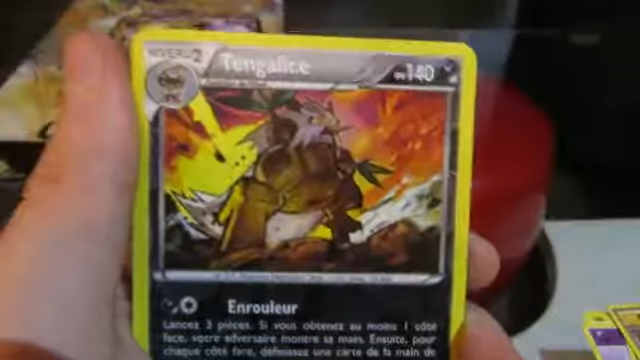 NIVEAU 2 Tengalice PV 140
Enrouleur
Lancez 3 pièces. Si vous obtenez au moins 1 côté
face, votre adversaire montre sa main. Ensuite, pour
chaque côté face, défaussez une carte de la main de